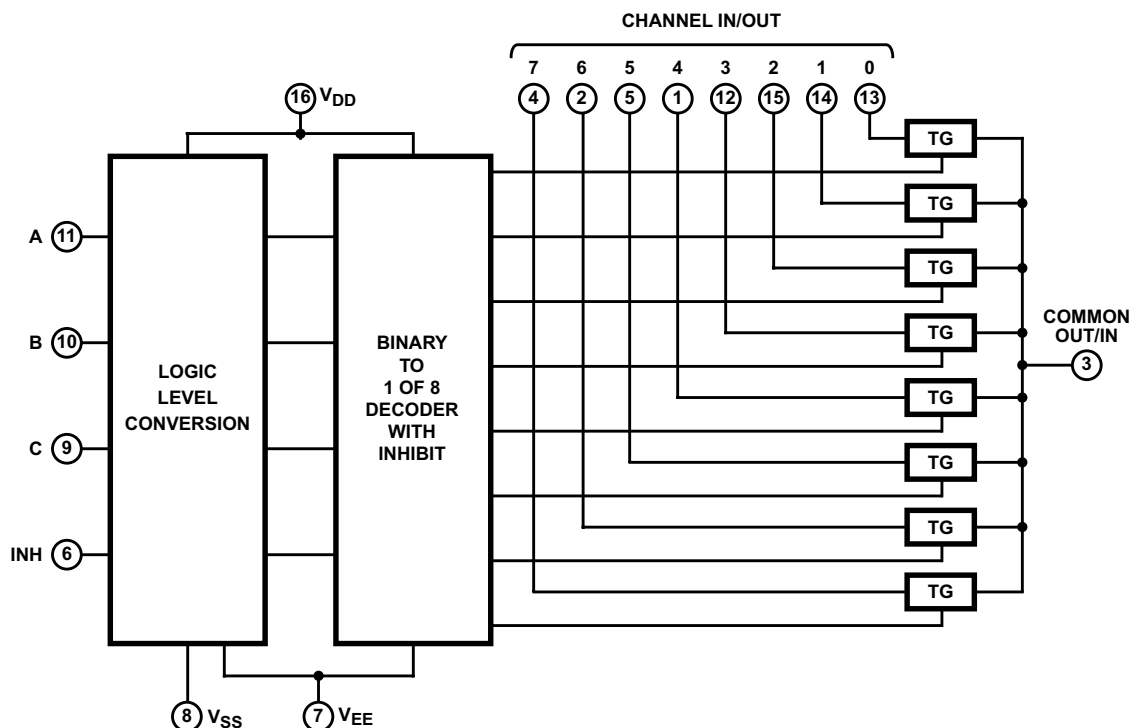 CHANNEL IN/OUT
7 6 5 4 3 2 1 0
4 2 5 1 12 15 14 13
16 VDD
TG
TG
TG
TG
TG
TG
TG
TG
A 11
B 10
C 9
INH 6
LOGIC
LEVEL
CONVERSION
BINARY
TO
1 OF 8
DECODER
WITH
INHIBIT
COMMON
OUT/IN
3
8 VSS
7 VEE